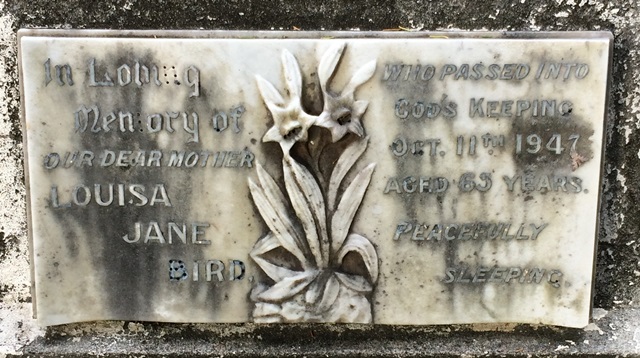 In Loving
Memory of
OUR DEAR MOTHER
LOUISA
JANE
BIRD,
WHO PASSED INTO
GOD'S KEEPING
OCT. 11TH 1947
AGED 65 YEARS.
PEACEFULLY
SLEEPING.